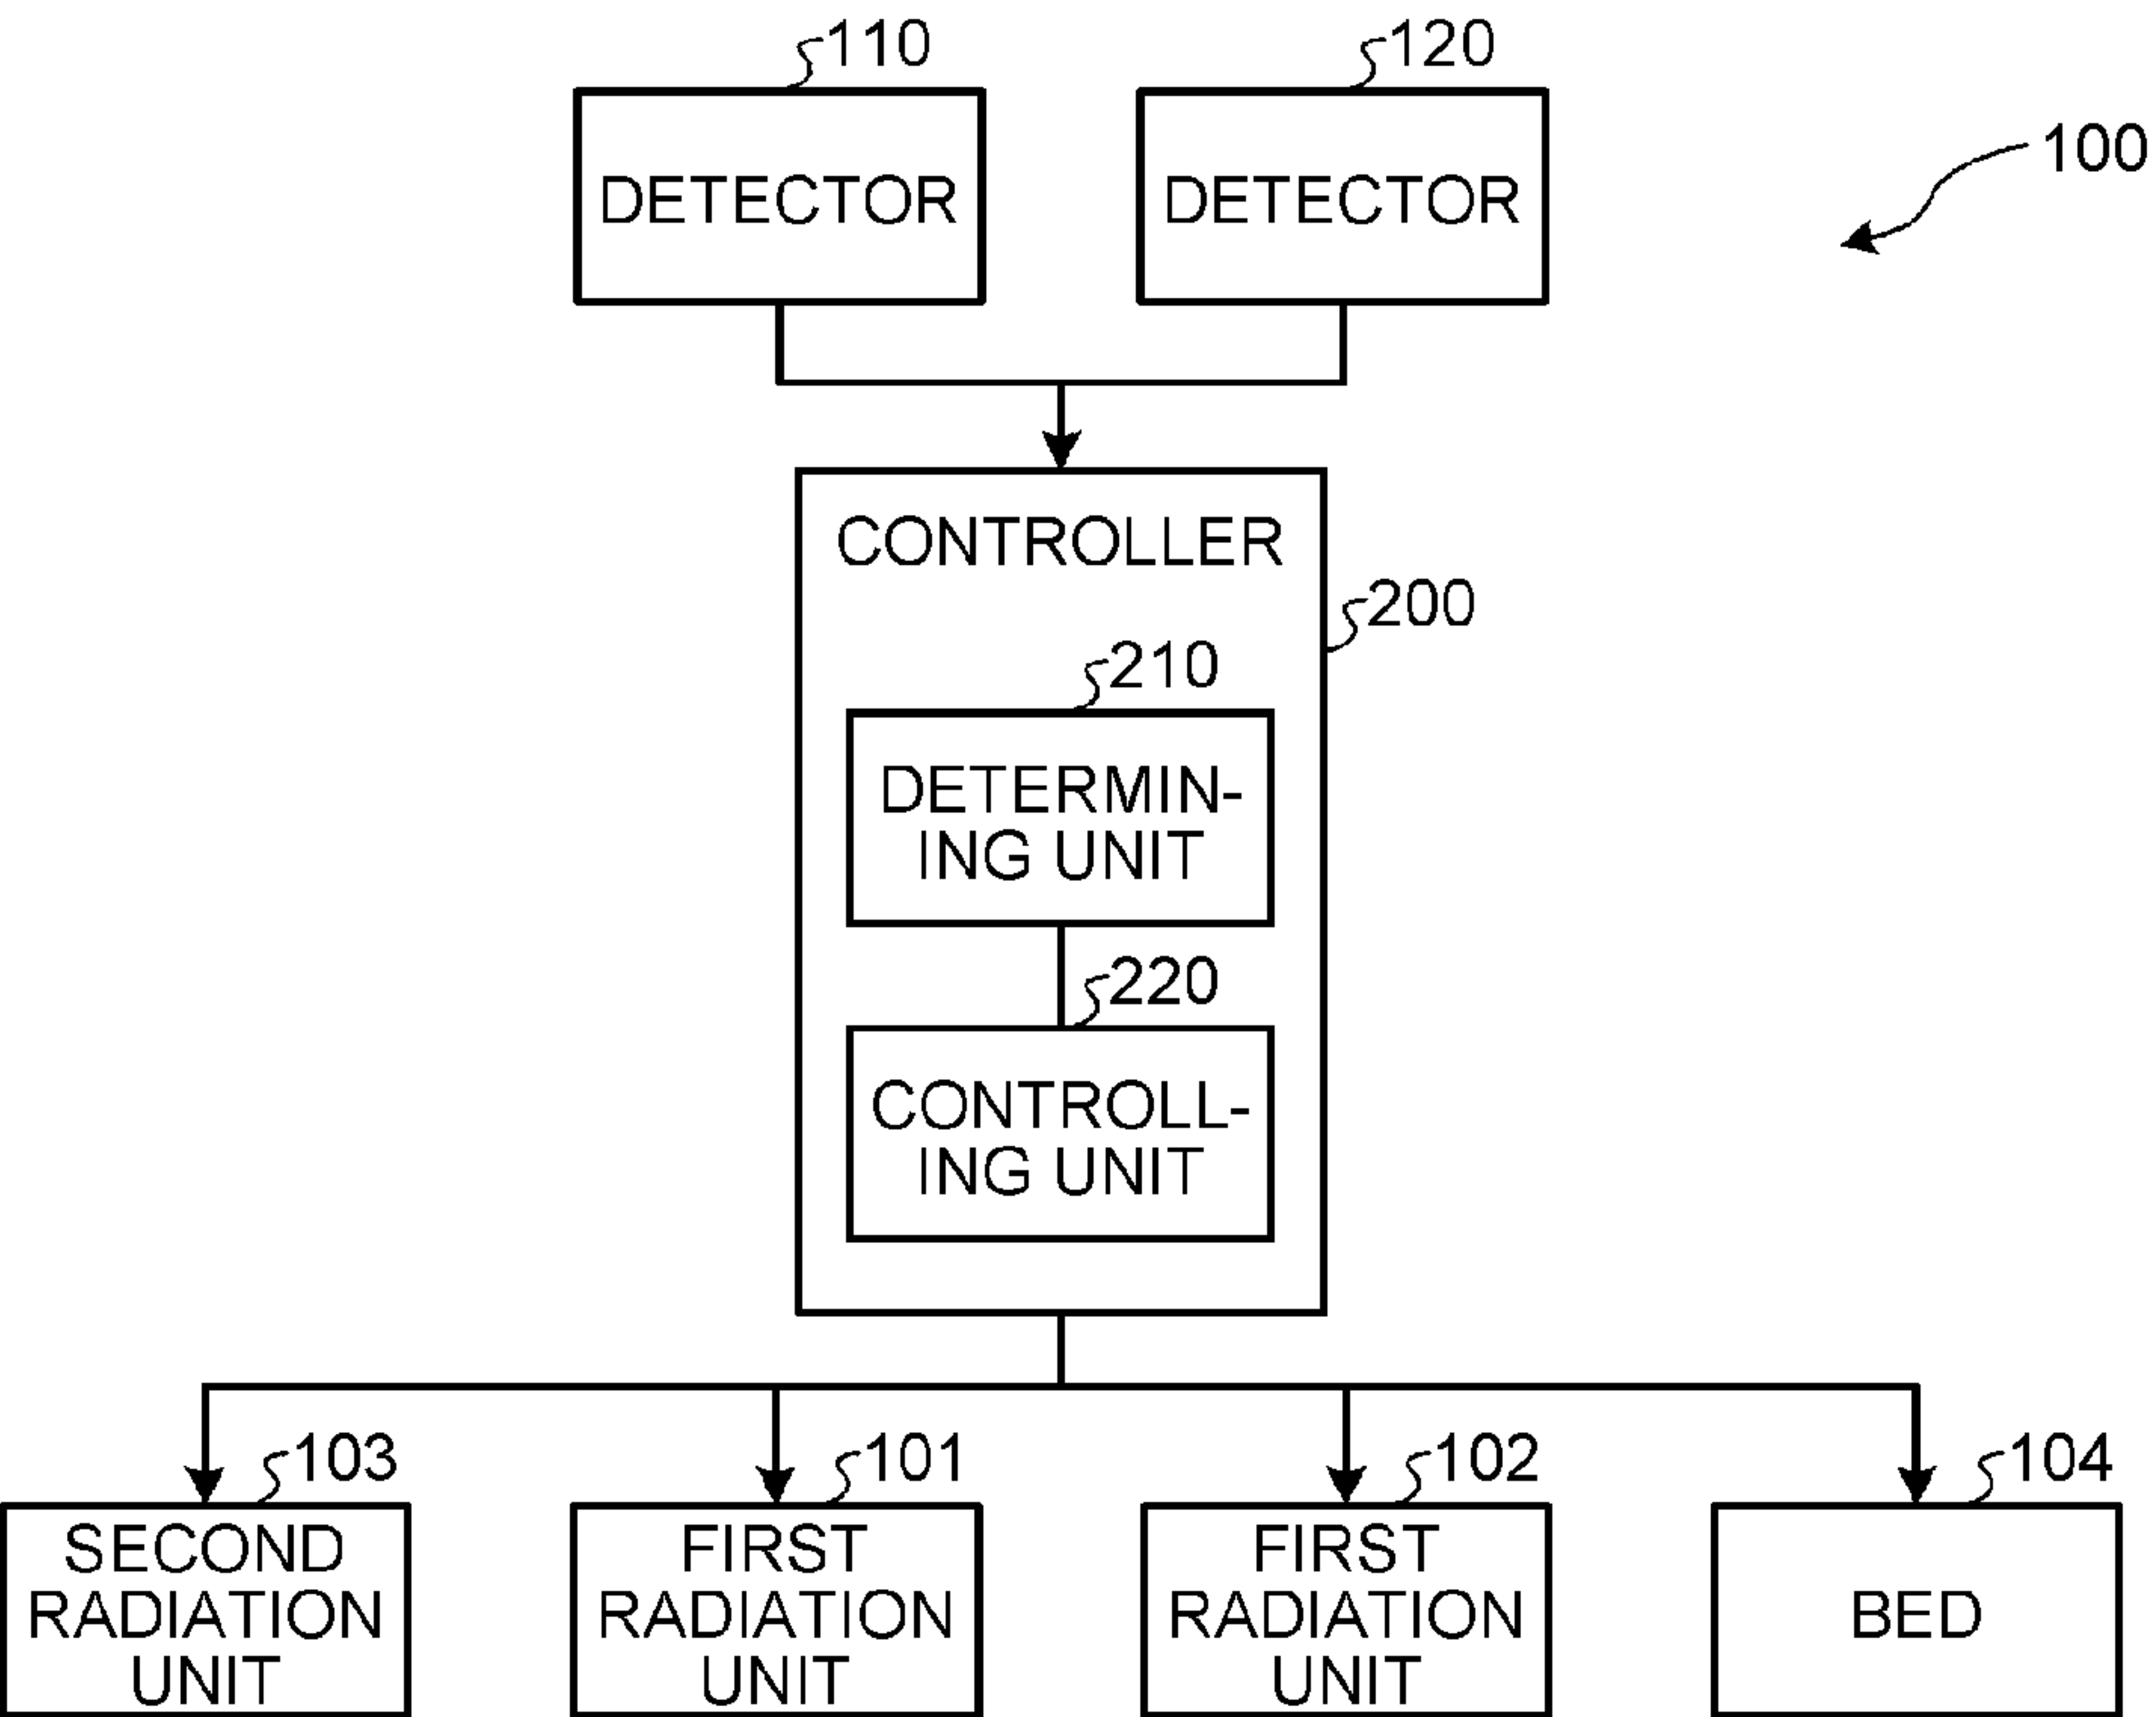 110
120
100
DETECTOR
DETECTOR
CONTROLLER
200
210
DETERMIN-
ING UNIT
220
CONTROLL-
ING UNIT
103
101
102
104
SECOND
RADIATION
UNIT
FIRST
RADIATION
UNIT
FIRST
RADIATION
UNIT
BED